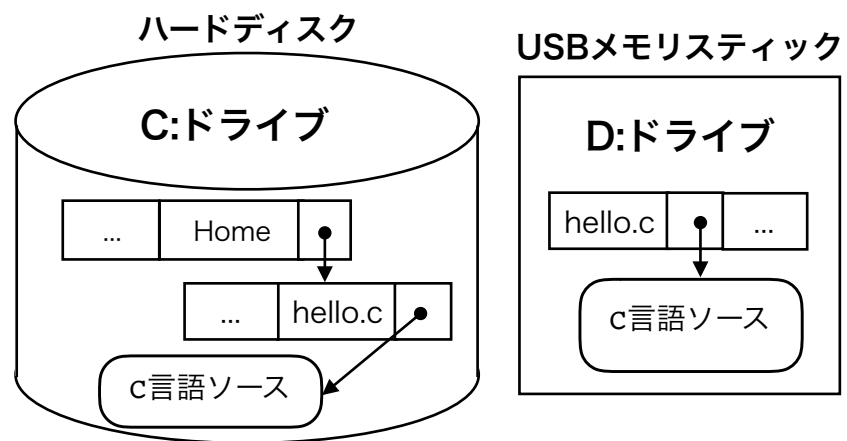 ハードディスク
C:ドライブ
... Home
... hello.c
c言語ソース
USBメモリスティック
D:ドライブ
hello.c ...
c言語ソース